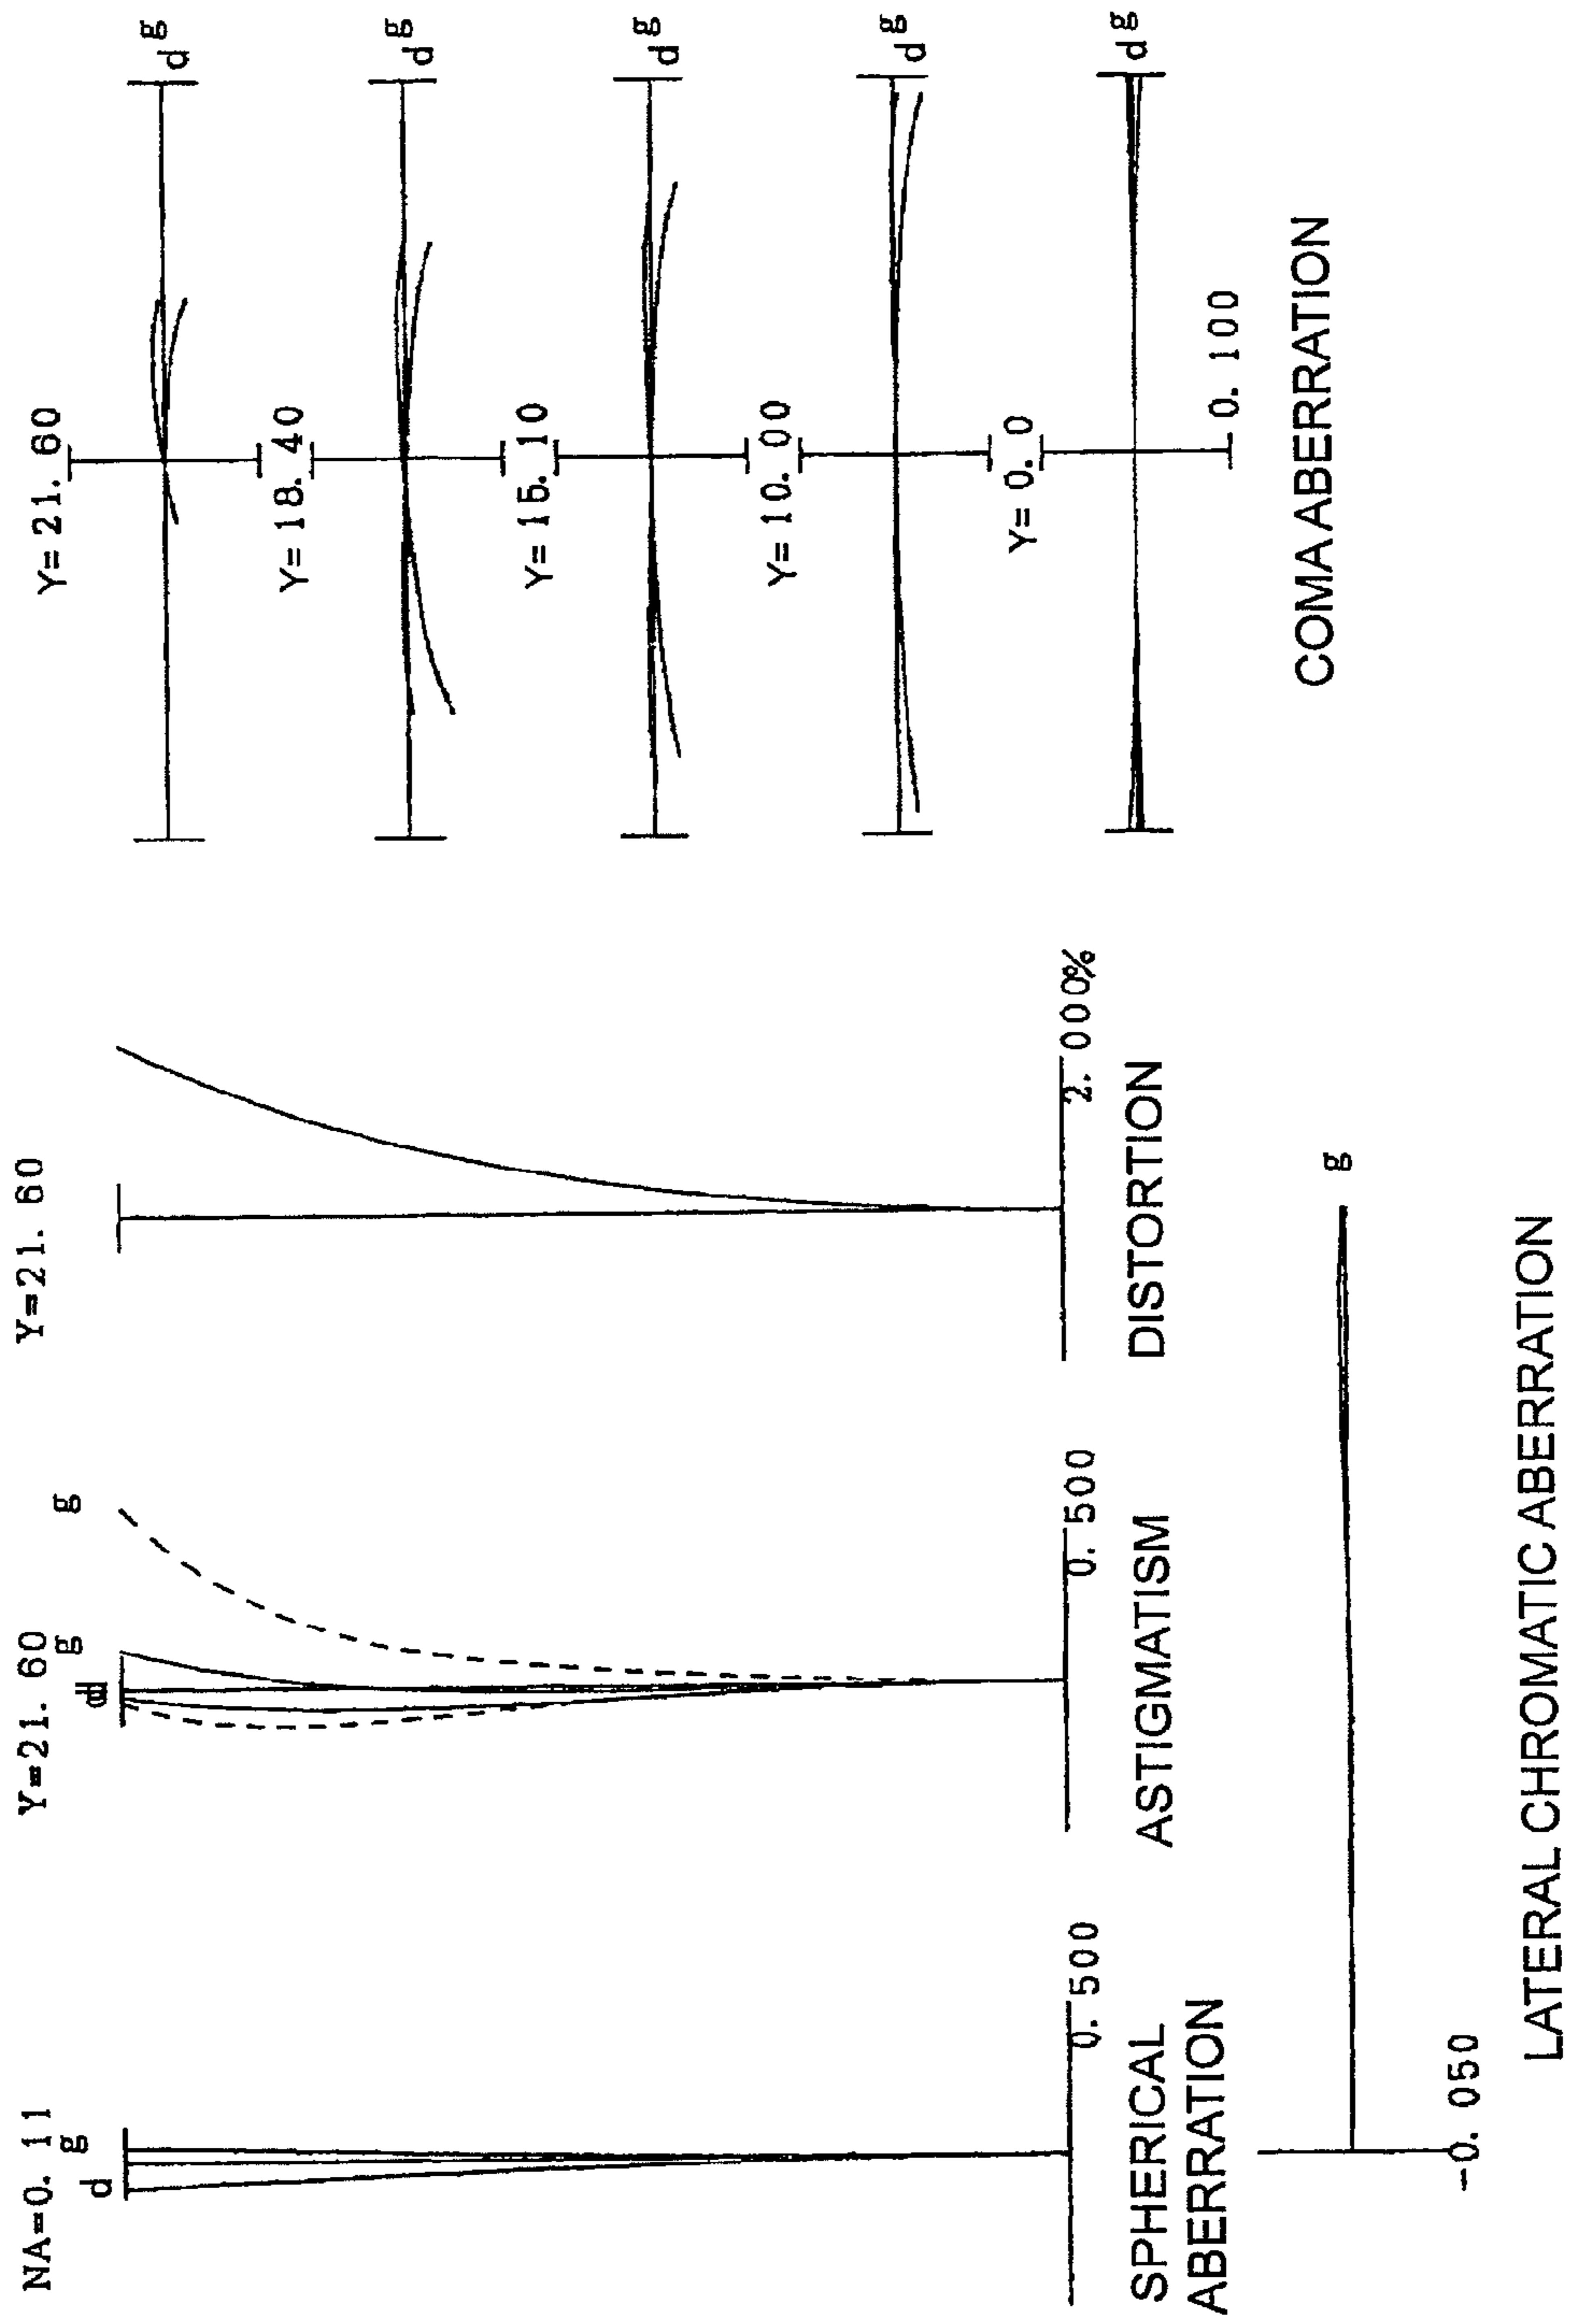 NA=0. 11
d
g
0. 500
SPHERICAL
ABERRATION
Y=21. 60
d
g
g
0. 500
ASTIGMATISM
Y=21. 60
2. 000%
DISTORTION
g
-0. 050
LATERAL CHROMATIC ABERRATION
Y=21. 60
d
g
Y=18. 40
d
g
Y=15. 10
d
g
Y=10. 00
d
g
Y=0. 0
d
g
0. 100
COMA ABERRATION